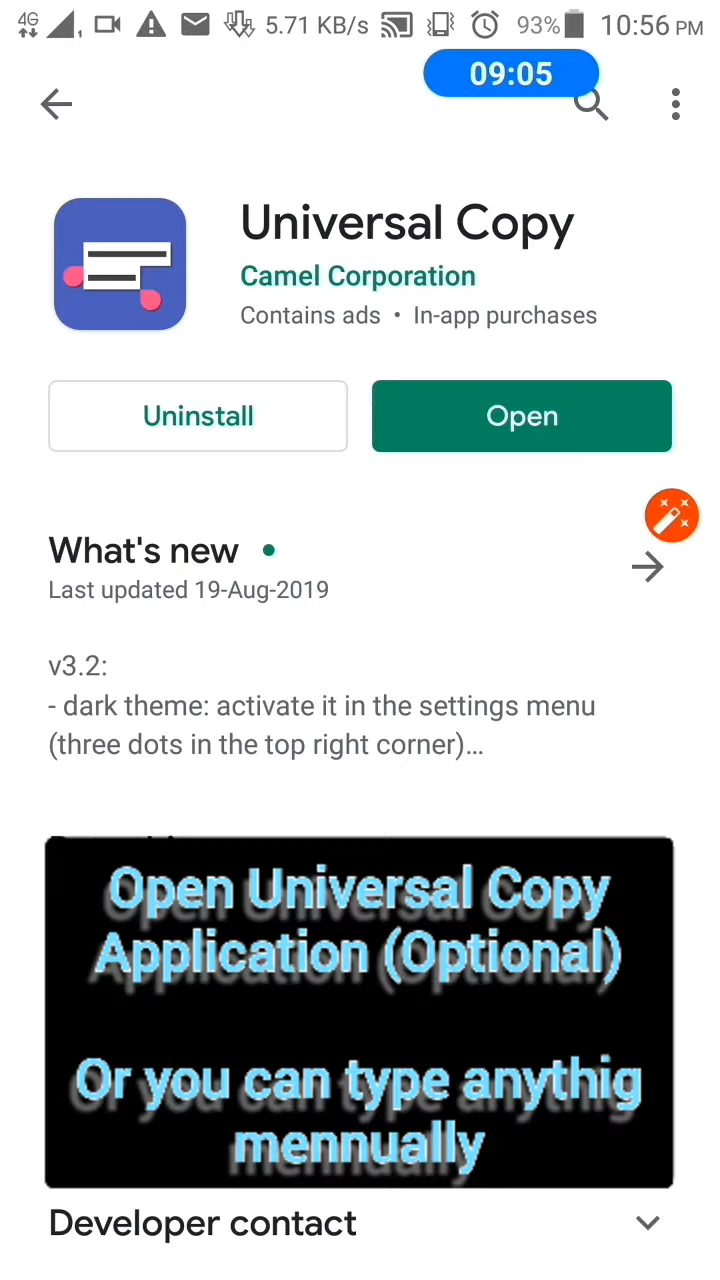 4G 5.71 KB/s 93% 10:56 PM
09:05
Universal Copy
Camel Corporation
Contains ads • In-app purchases
Uninstall Open
What's new •
Last updated 19-Aug-2019
v3.2:
- dark theme: activate it in the settings menu
(three dots in the top right corner)...
Open Universal Copy
Application (Optional)
Or you can type anythig
mennually
Developer contact